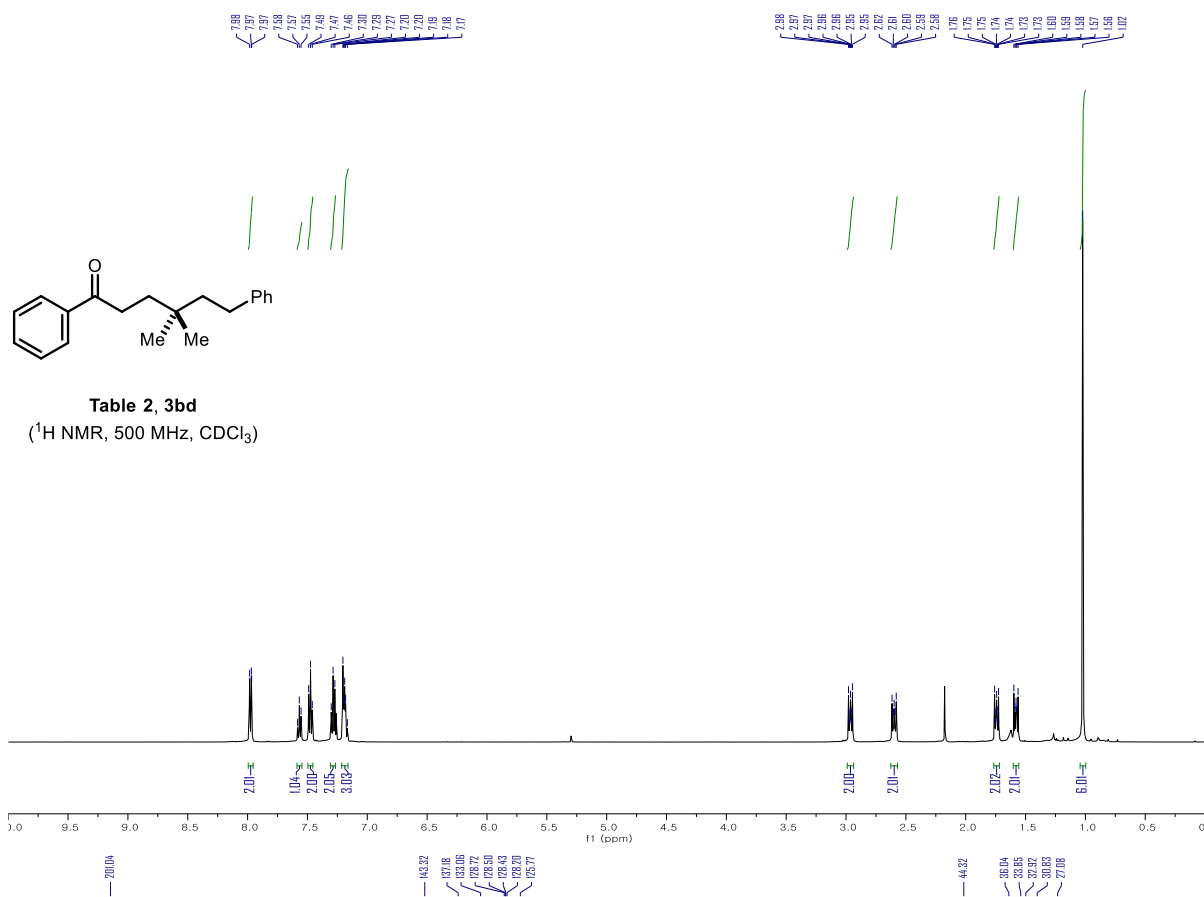 7.98 7.97 7.97 7.58 7.57 7.55 7.49 7.47 7.46 7.30 7.29 7.27 7.20 7.20 7.19 7.18 7.17
2.98 2.97 2.97 2.96 2.96 2.95 2.95 2.62 2.61 2.60 2.59 2.58 1.76 1.75 1.75 1.74 1.74 1.73 1.73 1.60 1.59 1.58 1.57 1.56 1.02
O
Ph
Me Me
Table 2, 3bd
(¹H NMR, 500 MHz, CDCl₃)
2.01 1.04 2.00 2.05 3.03 2.00 2.01 2.02 2.01 6.01
9.5 9.0 8.5 8.0 7.5 7.0 6.5 6.0 5.5 5.0 4.5 4.0 3.5 3.0 2.5 2.0 1.5 1.0 0.5
f1 (ppm)
201.04 143.32 137.18 133.06 128.72 128.50 128.43 128.20 125.77 44.32 36.04 33.85 32.92 30.83 27.08